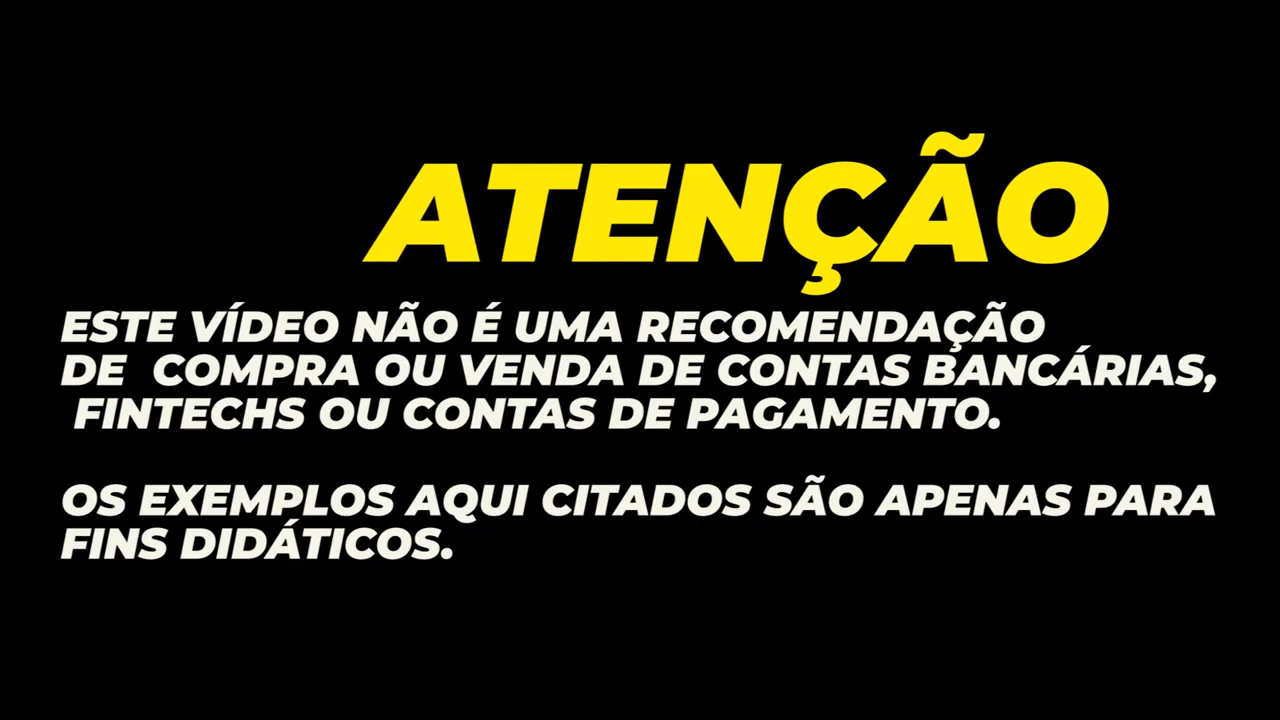 ATENÇÃO
ESTE VÍDEO NÃO É UMA RECOMENDAÇÃO
DE COMPRA OU VENDA DE CONTAS BANCÁRIAS,
FINTECHS OU CONTAS DE PAGAMENTO.
OS EXEMPLOS AQUI CITADOS SÃO APENAS PARA
FINS DIDÁTICOS.